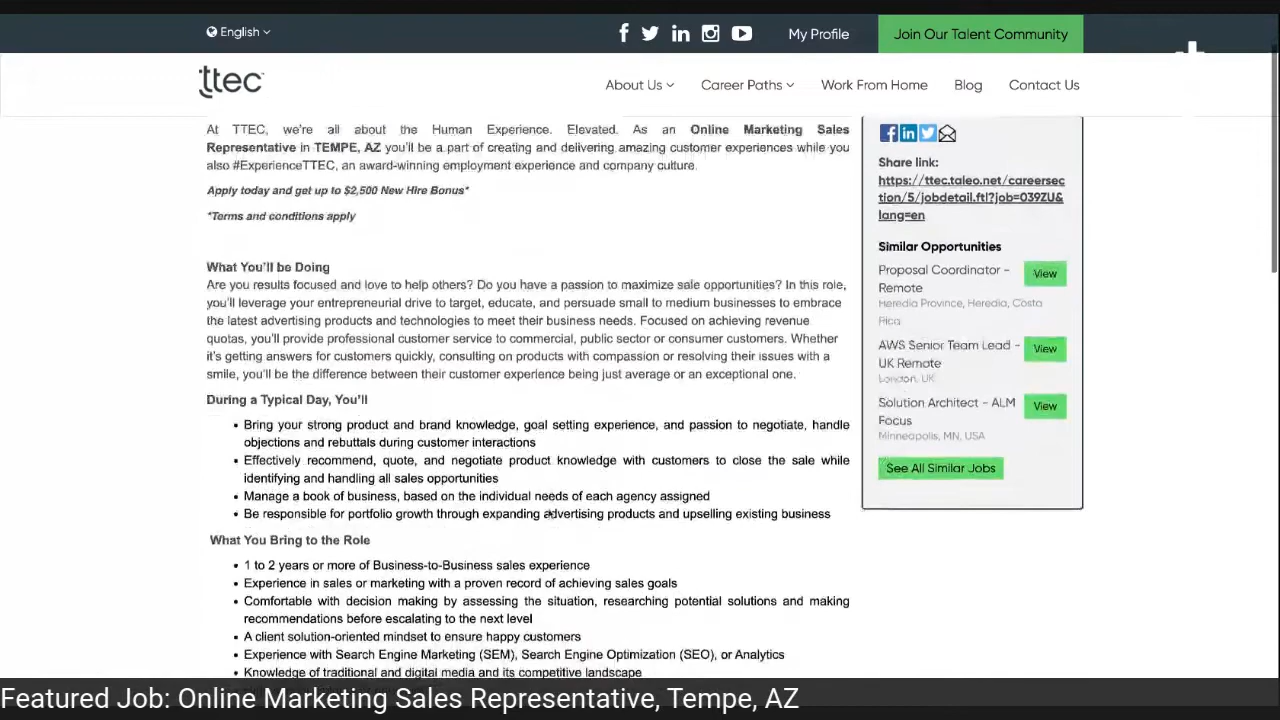 English
My Profile
Join Our Talent Community
ttec
About Us
Career Paths
Work From Home
Blog
Contact Us
At TTEC, we're all about the Human Experience. Elevated. As an Online Marketing Sales
Representative in TEMPE, AZ you'll be a part of creating and delivering amazing customer experiences while you
also #ExperienceTTEC, an award-winning employment experience and company culture.
Apply today and get up to $2,500 New Hire Bonus*
*Terms and conditions apply
What You'll be Doing
Are you results focused and love to help others? Do you have a passion to maximize sale opportunities? In this role,
you'll leverage your entrepreneurial drive to target, educate, and persuade small to medium businesses to embrace
the latest advertising products and technologies to meet their business needs. Focused on achieving revenue
quotas, you'll provide professional customer service to commercial, public sector or consumer customers. Whether
it's getting answers for customers quickly, consulting on products with compassion or resolving their issues with a
smile, you'll be the difference between their customer experience being just average or an exceptional one.
During a Typical Day, You'll
• Bring your strong product and brand knowledge, goal setting experience, and passion to negotiate, handle
objections and rebuttals during customer interactions
• Effectively recommend, quote, and negotiate product knowledge with customers to close the sale while
identifying and handling all sales opportunities
• Manage a book of business, based on the individual needs of each agency assigned
• Be responsible for portfolio growth through expanding advertising products and upselling existing business
What You Bring to the Role
• 1 to 2 years or more of Business-to-Business sales experience
• Experience in sales or marketing with a proven record of achieving sales goals
• Comfortable with decision making by assessing the situation, researching potential solutions and making
recommendations before escalating to the next level
• A client solution-oriented mindset to ensure happy customers
• Experience with Search Engine Marketing (SEM), Search Engine Optimization (SEO), or Analytics
• Knowledge of traditional and digital media and its competitive landscape
Share link:
https://ttec.taleo.net/careersec
tion/5/jobdetail.ftl?job=039ZU&
lang=en
Similar Opportunities
Proposal Coordinator -
Remote
View
Heredia Province, Heredia, Costa
Rica
AWS Senior Team Lead -
UK Remote
View
London, UK
Solution Architect - ALM
Focus
View
Minneapolis, MN, USA
See All Similar Jobs
Featured Job: Online Marketing Sales Representative, Tempe, AZ